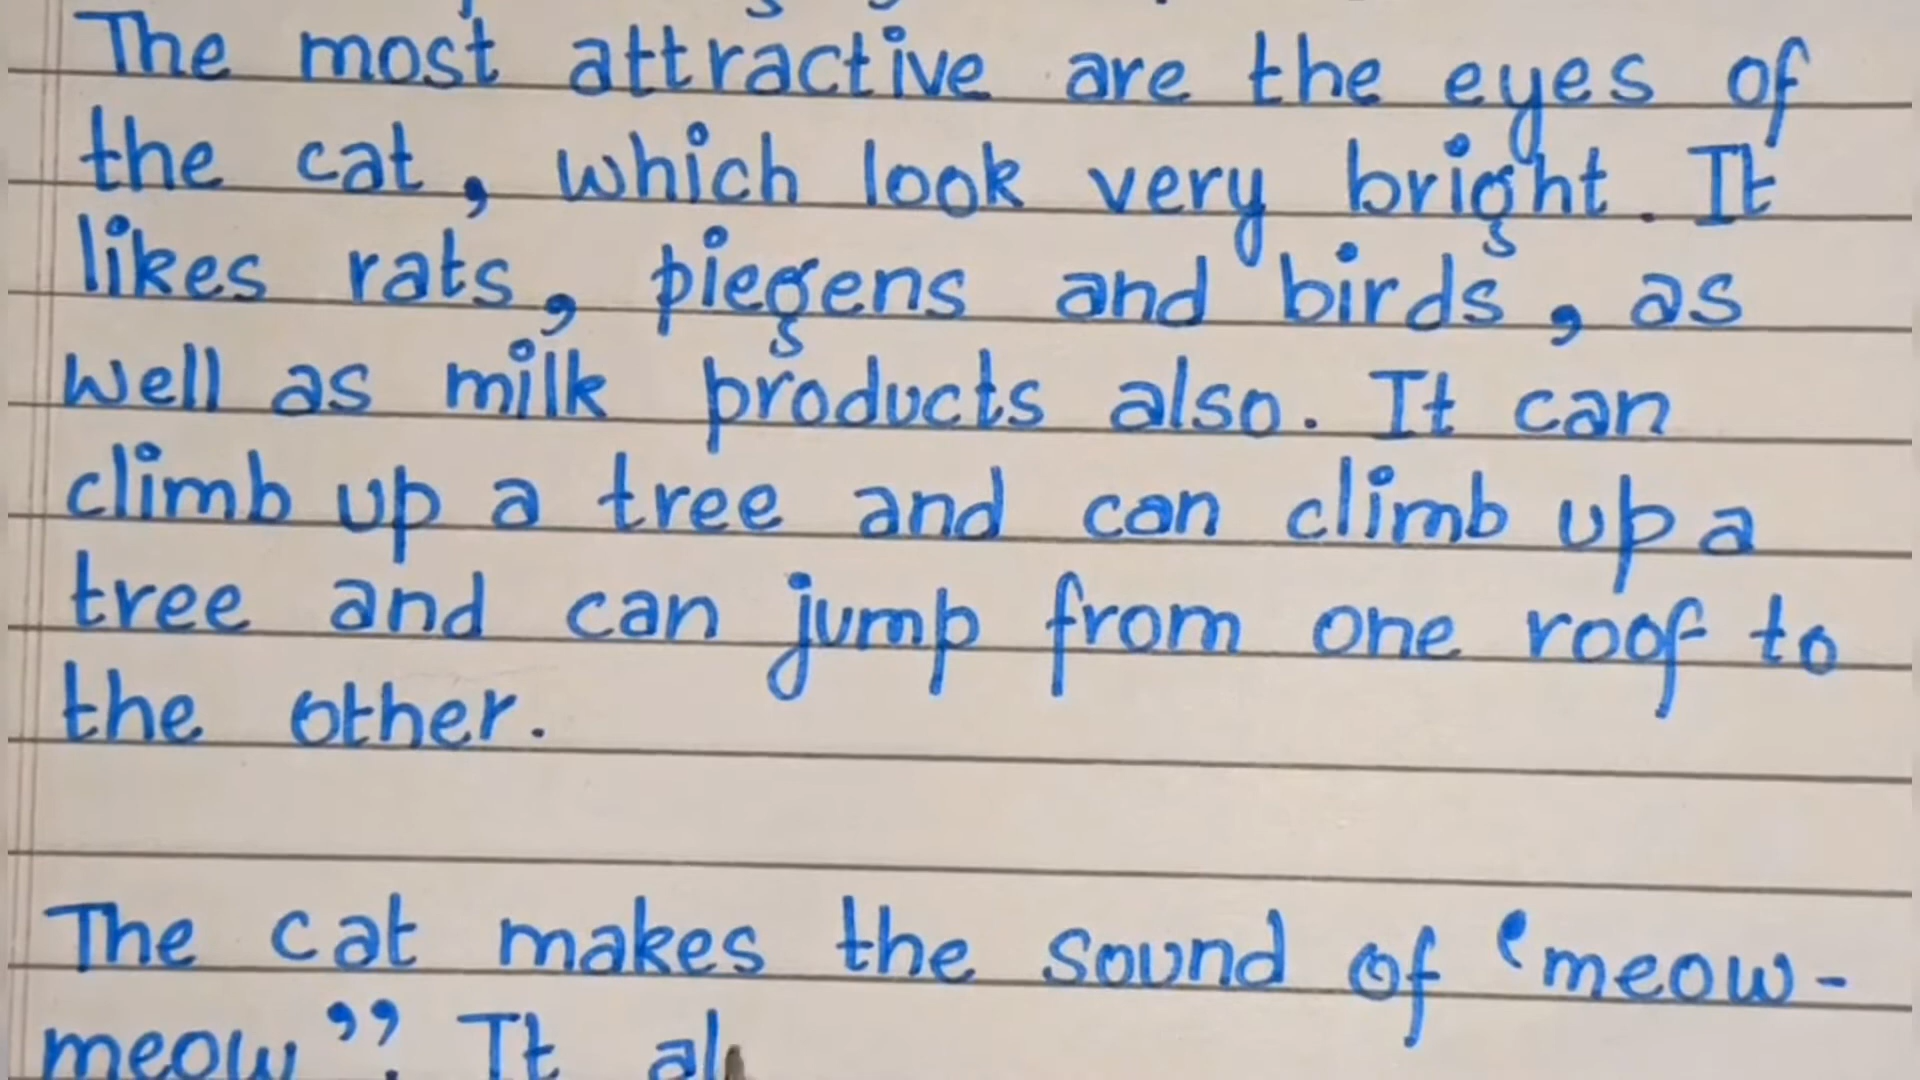 The most attractive are the eyes of
the cat, which look very bright. It
likes rats, piegens and birds, as
well as milk products also. It can
climb up a tree and can climb up a
tree and can jump from one roof to
the other.
The cat makes the sound of ‘meow-
meow”. It al